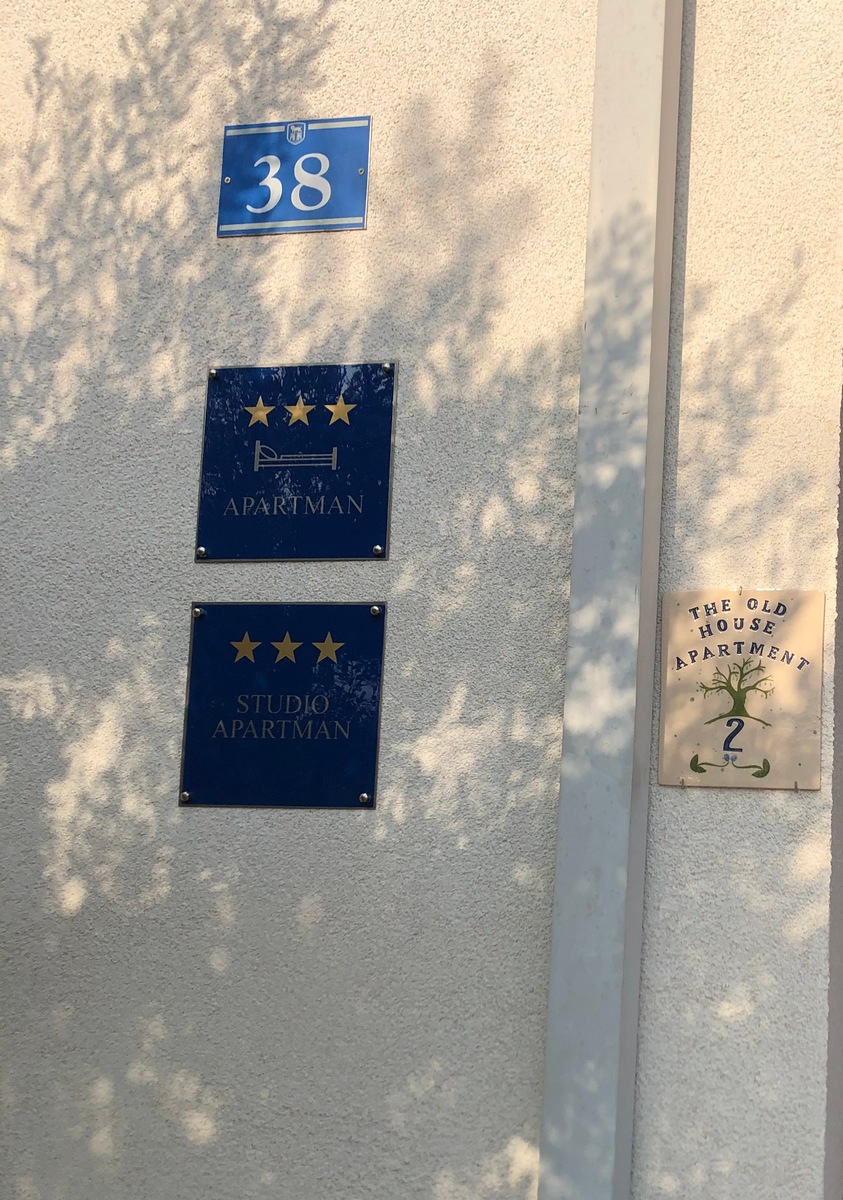 38
APARTMAN
STUDIO
APARTMAN
THE OLD
HOUSE
APARTMENT
2